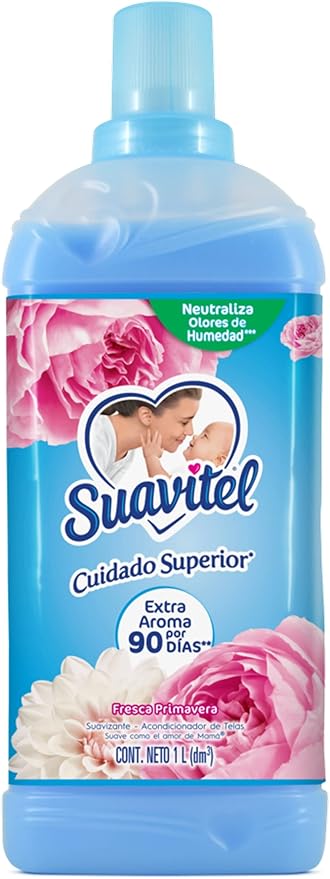 Neutraliza
Olores de
Humedad***
Suavitel®
Cuidado Superior*
Extra
Aroma
90 por
DÍAS**
Fresca Primavera
Suavizante - Acondicionador de Telas
Suave como el amor de Mamá®
CONT. NETO 1 L (dm³)